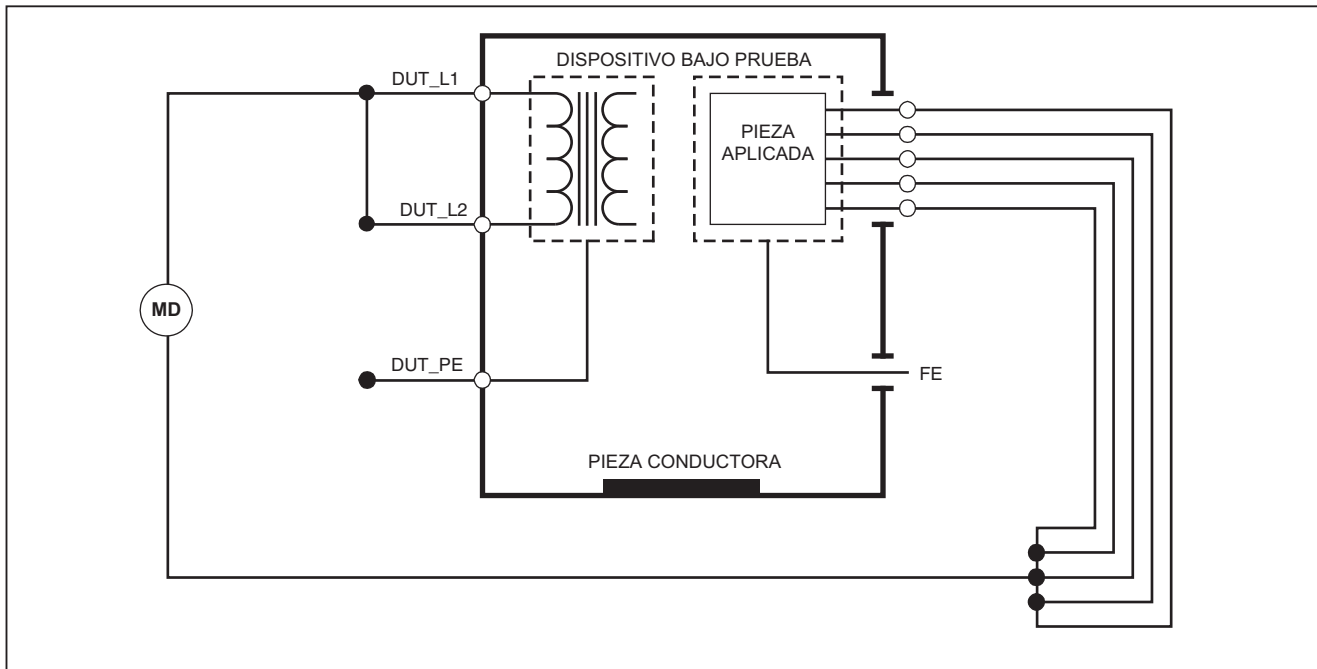 DISPOSITIVO BAJO PRUEBA
DUT_L1
PIEZA
APLICADA
DUT_L2
MD
DUT_PE
FE
PIEZA CONDUCTORA